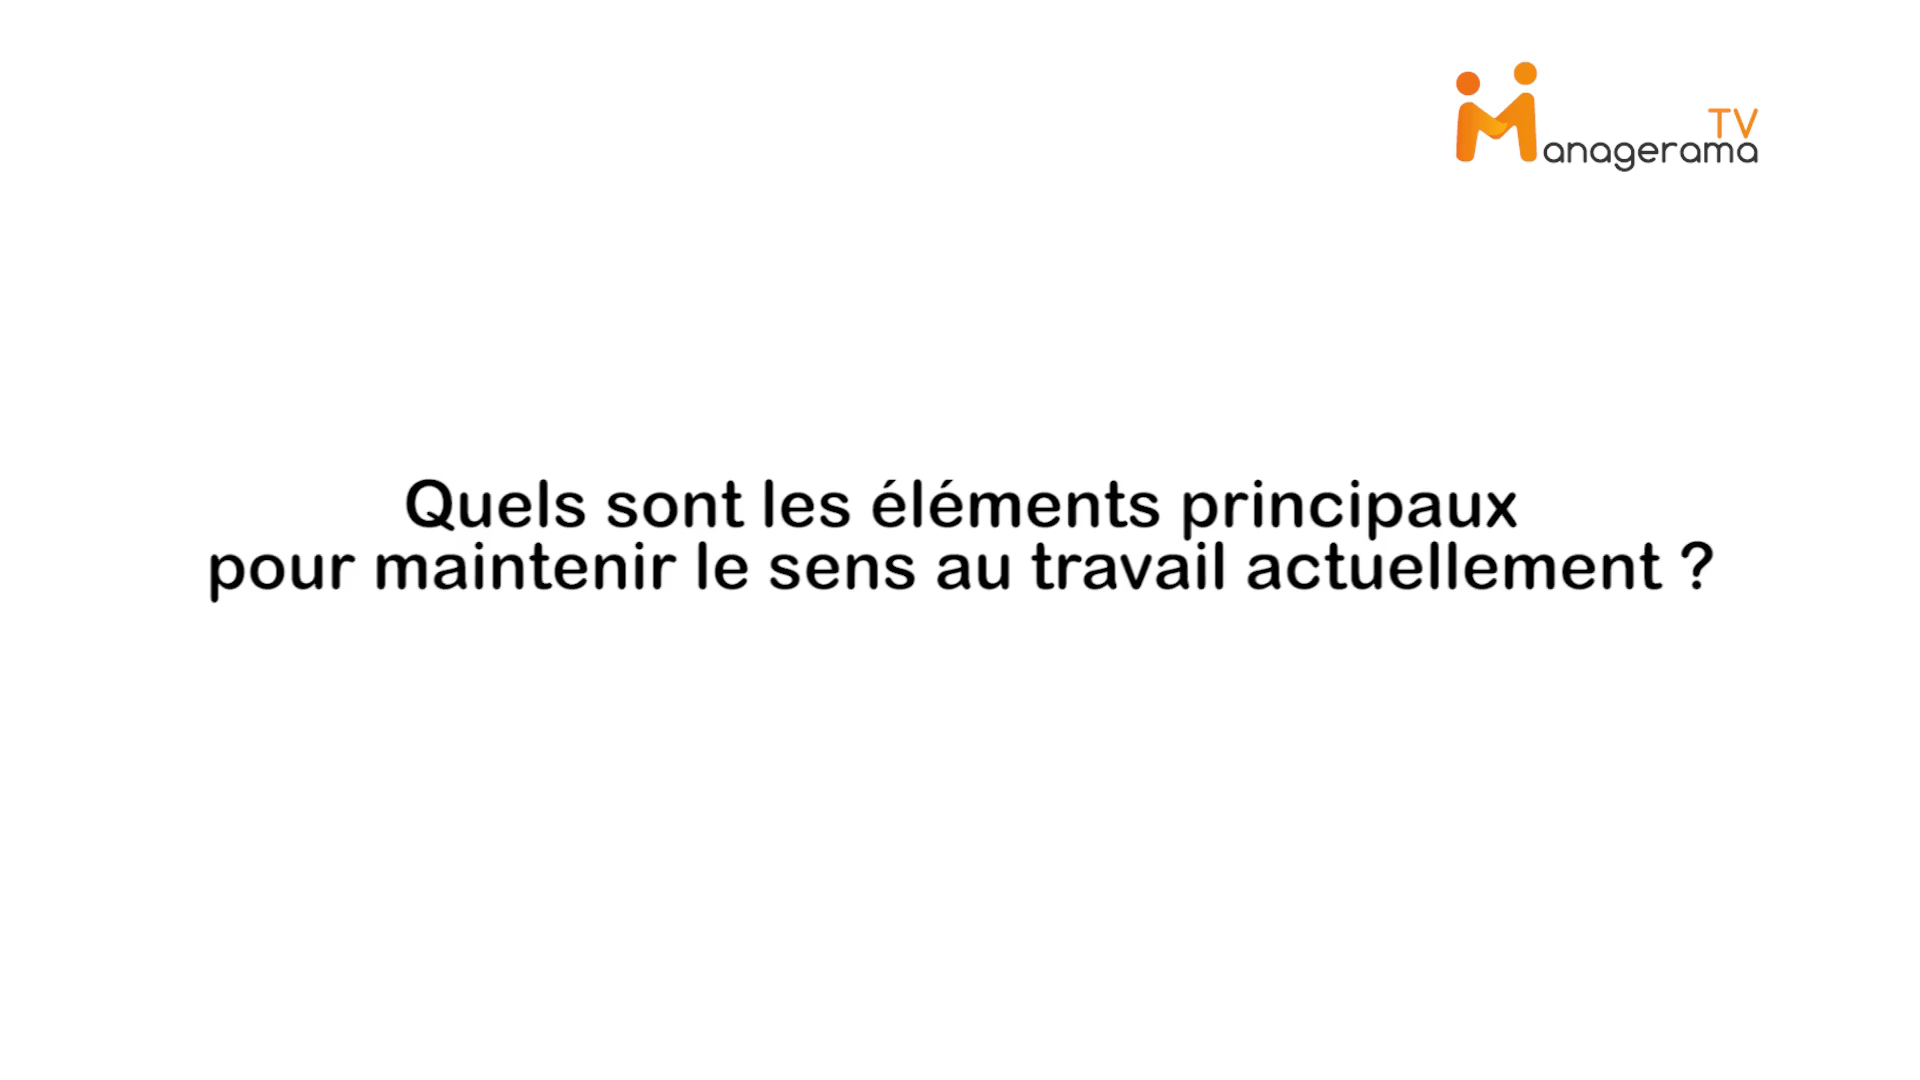 TV
Managerama
Quels sont les éléments principaux
pour maintenir le sens au travail actuellement ?